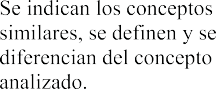 Se indican los conceptos
similares, se definen y se
diferencian del concepto
analizado.